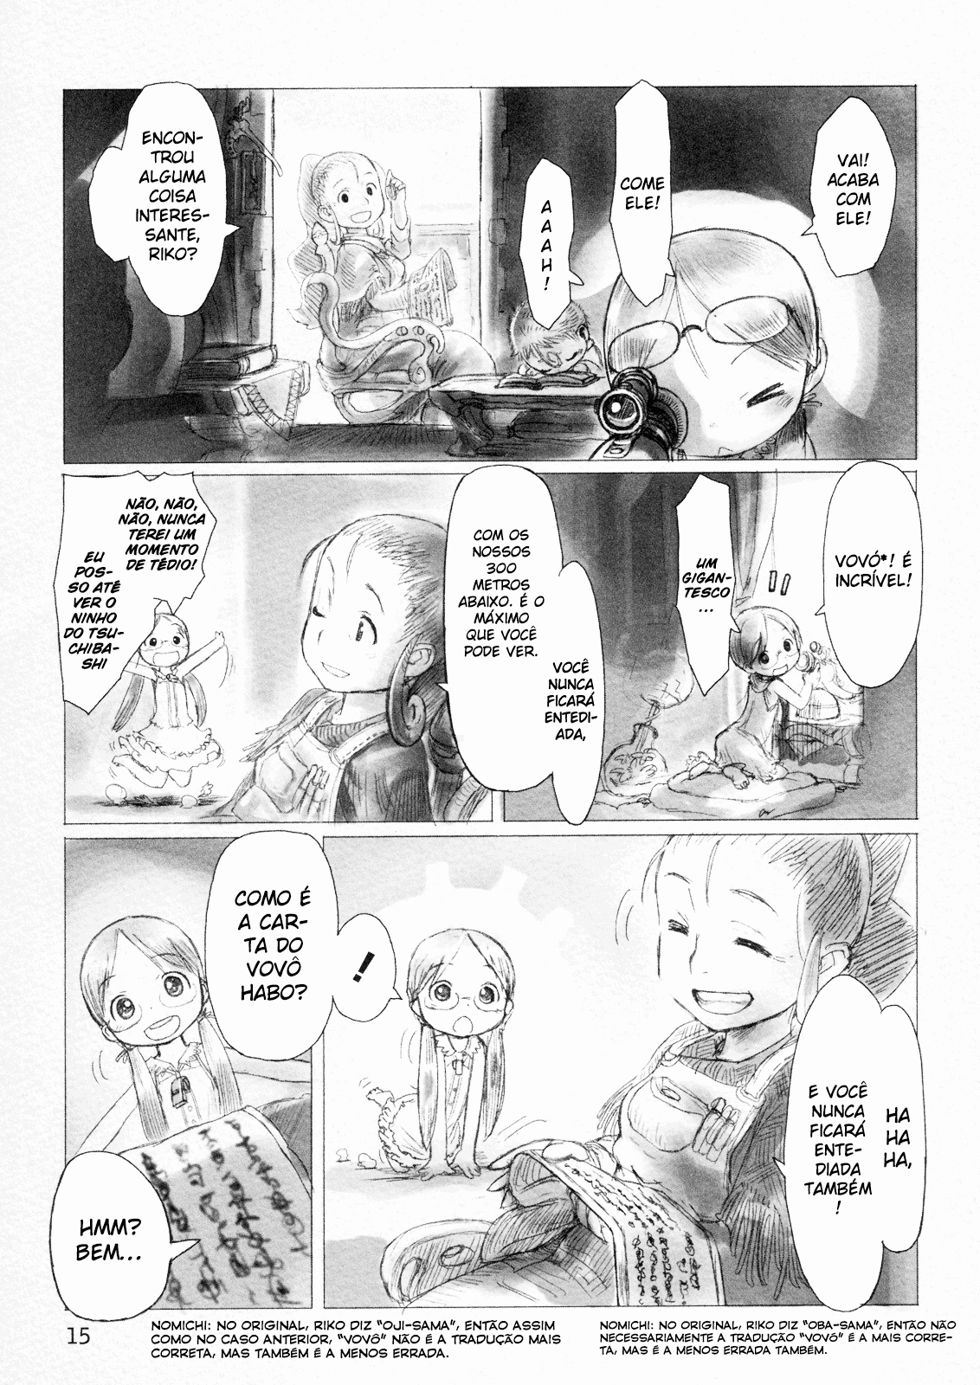 VAI!
ACABA
COM
ELE!
COME
ELE!
A
A
A
A
H
!
ENCON-
TROU
ALGUMA
COISA
INTERES-
SANTE,
RIKO?
VOVÓ*! É
INCRÍVEL!
!!
UM
GIGAN-
TESCO
...
COM OS
NOSSOS
300
METROS
ABAIXO. É O
MÁXIMO
QUE VOCÊ
PODE VER.
VOCÊ
NUNCA
FICARÁ
ENTEDI-
ADA,
NÃO, NÃO,
NÃO, NUNCA
TEREI UM
MOMENTO
DE TÉDIO!
EU
POS-
SO ATÉ
VER O
NINHO
DO TSU-
CHIBA-
SHI
HA
HA
HA,
E VOCÊ
NUNCA
FICARÁ
ENTE-
DIADA
TAMBÉM
!
!
COMO É
A CAR-
TA DO
VOVÔ
HABO?
HMM?
BEM...
15
NOMICHI: NO ORIGINAL, RIKO DIZ "OJI-SAMA", ENTÃO ASSIM
COMO NO CASO ANTERIOR, "VOVÔ" NÃO É A TRADUÇÃO MAIS
CORRETA, MAS TAMBÉM É A MENOS ERRADA.
NOMICHI: NO ORIGINAL, RIKO DIZ "OBA-SAMA", ENTÃO NÃO
NECESSARIAMENTE A TRADUÇÃO "VOVÓ" É A MAIS CORRE-
TA, MAS É A MENOS ERRADA TAMBÉM.